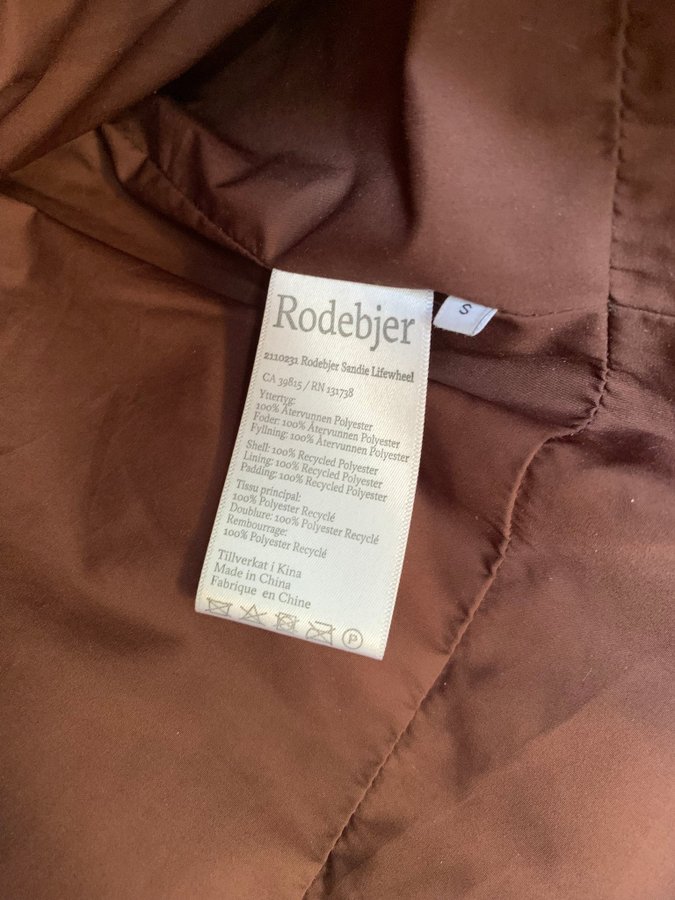 Rodebjer
S
2110231 Rodebjer Sandie Lifewheel
CA 39815 / RN 131738
Yttertyg:
100% Återvunnen Polyester
Foder: 100% Återvunnen Polyester
Fyllning: 100% Återvunnen Polyester
Shell: 100% Recycled Polyester
Lining: 100% Recycled Polyester
Padding: 100% Recycled Polyester
Tissu principal:
100% Polyester Recyclé
Doublure: 100% Polyester Recyclé
Rembourrage:
100% Polyester Recyclé
Tillverkat i Kina
Made in China
Fabrique en Chine
P